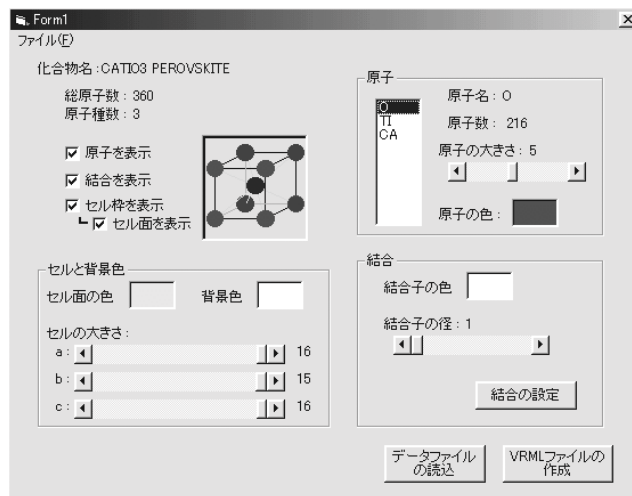 Form1
ファイル(F)
化合物名:CATIO3 PEROVSKITE
総原子数:360
原子種数:3
原子を表示
結合を表示
セル枠を表示
セル面を表示
原子
O
TI
CA
原子名:O
原子数:216
原子の大きさ:5
原子の色:
セルと背景色
セル面の色
背景色
セルの大きさ:
a: 16
b: 15
c: 16
結合
結合子の色
結合子の径:1
結合の設定
データファイル
の読込
VRMLファイルの
作成